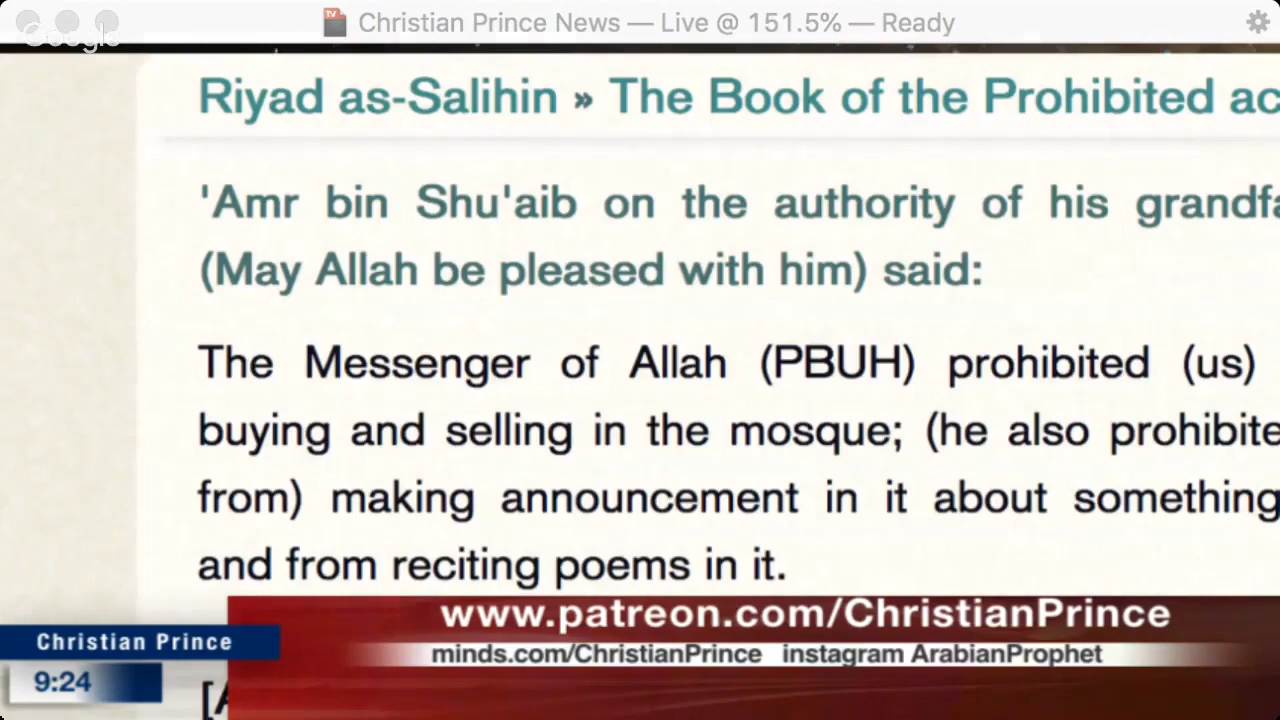 Christian Prince News — Live @ 151.5% — Ready
Google
Riyad as-Salihin » The Book of the Prohibited
'Amr bin Shu'aib on the authority of his
(May Allah be pleased with him) said:
The Messenger of Allah (PBUH) prohibited (us)
buying and selling in the mosque; (he also
from) making announcement in it about something
and from reciting poems in it.
www.patreon.com/ChristianPrince
Christian Prince
minds.com/ChristianPrince instagram ArabianProphet
9:24